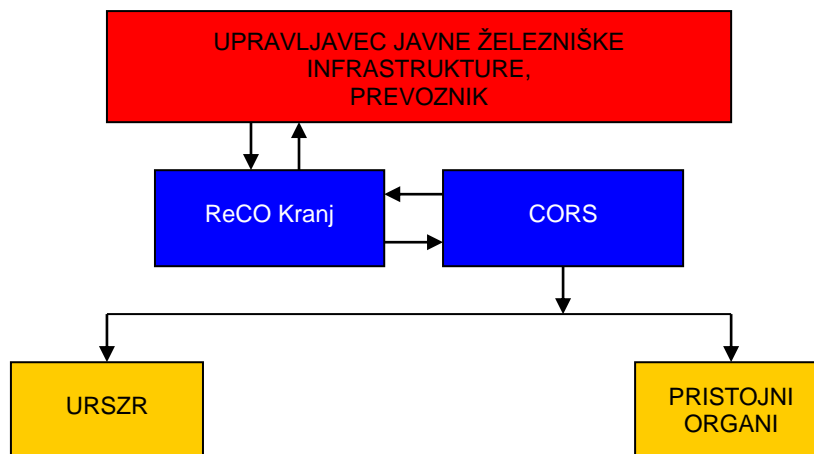 UPRAVLJAVEC JAVNE ŽELEZNIŠKE
INFRASTRUKTURE,
PREVOZNIK
ReCO Kranj
CORS
URSZR
PRISTOJNI
ORGANI